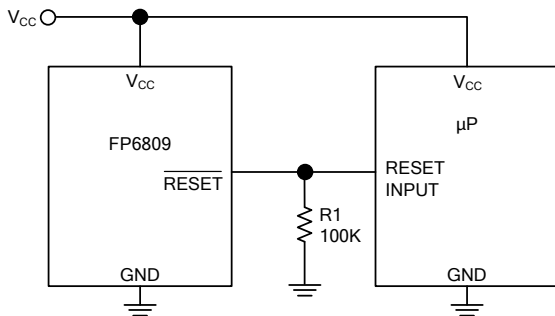 VCC
VCC
FP6809
RESET
GND
R1
100K
VCC
µP
RESET
INPUT
GND